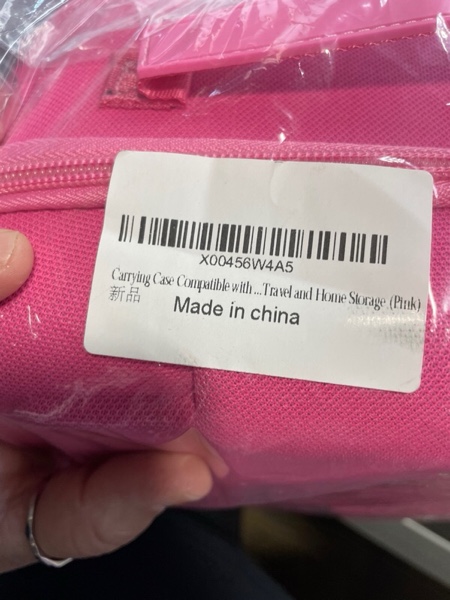 X00456W4A5
Carrying Case Compatible with ...Travel and Home Storage (Pink)
新品
Made in china